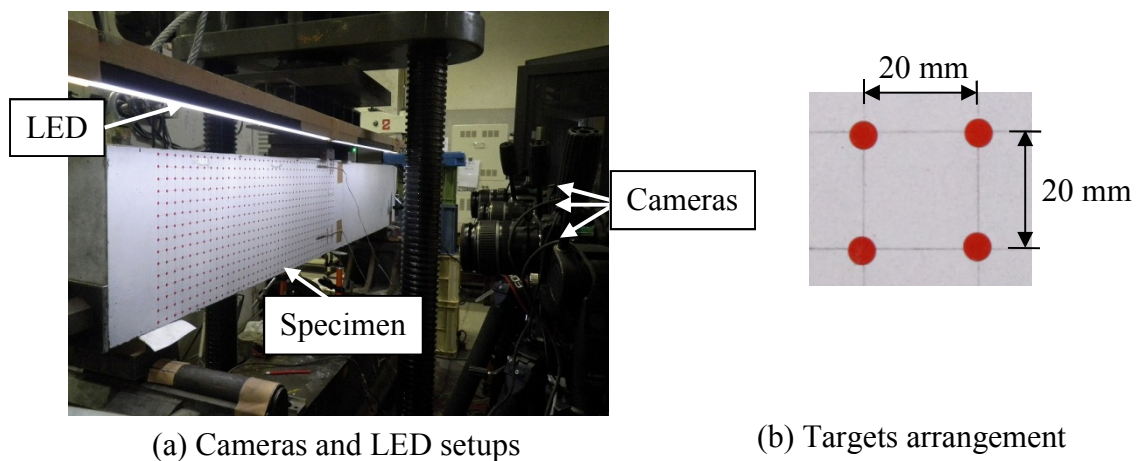 LED
Cameras
Specimen
20 mm
20 mm
(a) Cameras and LED setups
(b) Targets arrangement